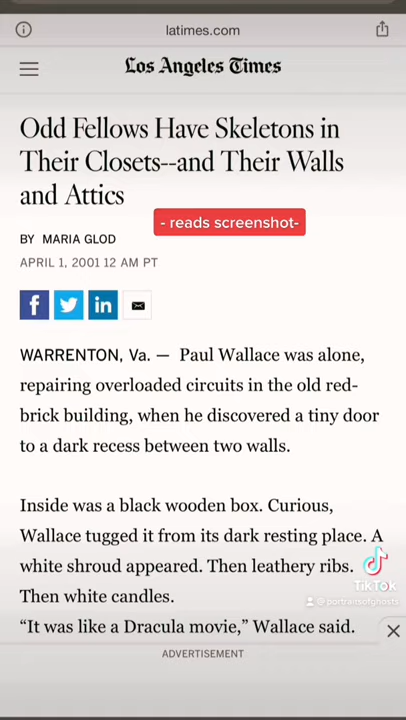 latimes.com
Los Angeles Times
Odd Fellows Have Skeletons in
Their Closets--and Their Walls
and Attics
- reads screenshot-
BY MARIA GLOD
APRIL 1, 2001 12 AM PT
WARRENTON, Va. — Paul Wallace was alone,
repairing overloaded circuits in the old red-
brick building, when he discovered a tiny door
to a dark recess between two walls.
Inside was a black wooden box. Curious,
Wallace tugged it from its dark resting place. A
white shroud appeared. Then leathery ribs.
Then white candles.
“It was like a Dracula movie,” Wallace said.
TikTok
@portraitsofghosts
ADVERTISEMENT